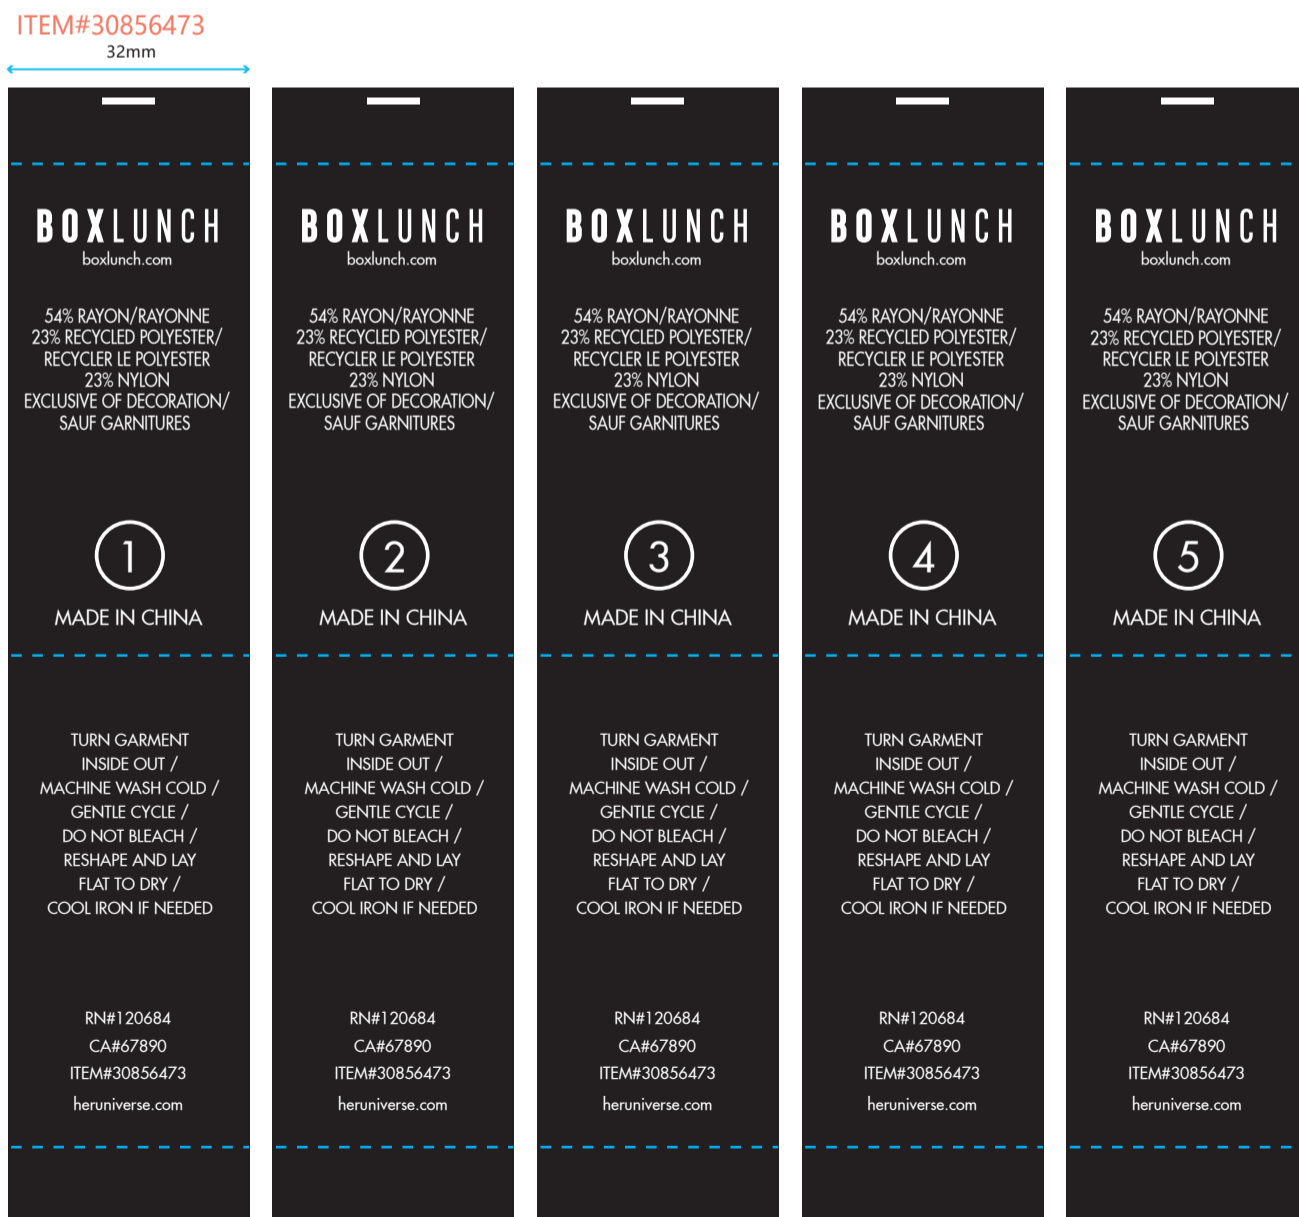 ITEM#30856473
32mm
BOXLUNCH
boxlunch.com
54% RAYON/RAYONNE
23% RECYCLED POLYESTER/
RECYCLER LE POLYESTER
23% NYLON
EXCLUSIVE OF DECORATION/
SAUF GARNITURES
1
MADE IN CHINA
TURN GARMENT
INSIDE OUT /
MACHINE WASH COLD /
GENTLE CYCLE /
DO NOT BLEACH /
RESHAPE AND LAY
FLAT TO DRY /
COOL IRON IF NEEDED
RN#120684
CA#67890
ITEM#30856473
heruniverse.com
BOXLUNCH
boxlunch.com
54% RAYON/RAYONNE
23% RECYCLED POLYESTER/
RECYCLER LE POLYESTER
23% NYLON
EXCLUSIVE OF DECORATION/
SAUF GARNITURES
2
MADE IN CHINA
TURN GARMENT
INSIDE OUT /
MACHINE WASH COLD /
GENTLE CYCLE /
DO NOT BLEACH /
RESHAPE AND LAY
FLAT TO DRY /
COOL IRON IF NEEDED
RN#120684
CA#67890
ITEM#30856473
heruniverse.com
BOXLUNCH
boxlunch.com
54% RAYON/RAYONNE
23% RECYCLED POLYESTER/
RECYCLER LE POLYESTER
23% NYLON
EXCLUSIVE OF DECORATION/
SAUF GARNITURES
3
MADE IN CHINA
TURN GARMENT
INSIDE OUT /
MACHINE WASH COLD /
GENTLE CYCLE /
DO NOT BLEACH /
RESHAPE AND LAY
FLAT TO DRY /
COOL IRON IF NEEDED
RN#120684
CA#67890
ITEM#30856473
heruniverse.com
BOXLUNCH
boxlunch.com
54% RAYON/RAYONNE
23% RECYCLED POLYESTER/
RECYCLER LE POLYESTER
23% NYLON
EXCLUSIVE OF DECORATION/
SAUF GARNITURES
4
MADE IN CHINA
TURN GARMENT
INSIDE OUT /
MACHINE WASH COLD /
GENTLE CYCLE /
DO NOT BLEACH /
RESHAPE AND LAY
FLAT TO DRY /
COOL IRON IF NEEDED
RN#120684
CA#67890
ITEM#30856473
heruniverse.com
BOXLUNCH
boxlunch.com
54% RAYON/RAYONNE
23% RECYCLED POLYESTER/
RECYCLER LE POLYESTER
23% NYLON
EXCLUSIVE OF DECORATION/
SAUF GARNITURES
5
MADE IN CHINA
TURN GARMENT
INSIDE OUT /
MACHINE WASH COLD /
GENTLE CYCLE /
DO NOT BLEACH /
RESHAPE AND LAY
FLAT TO DRY /
COOL IRON IF NEEDED
RN#120684
CA#67890
ITEM#30856473
heruniverse.com